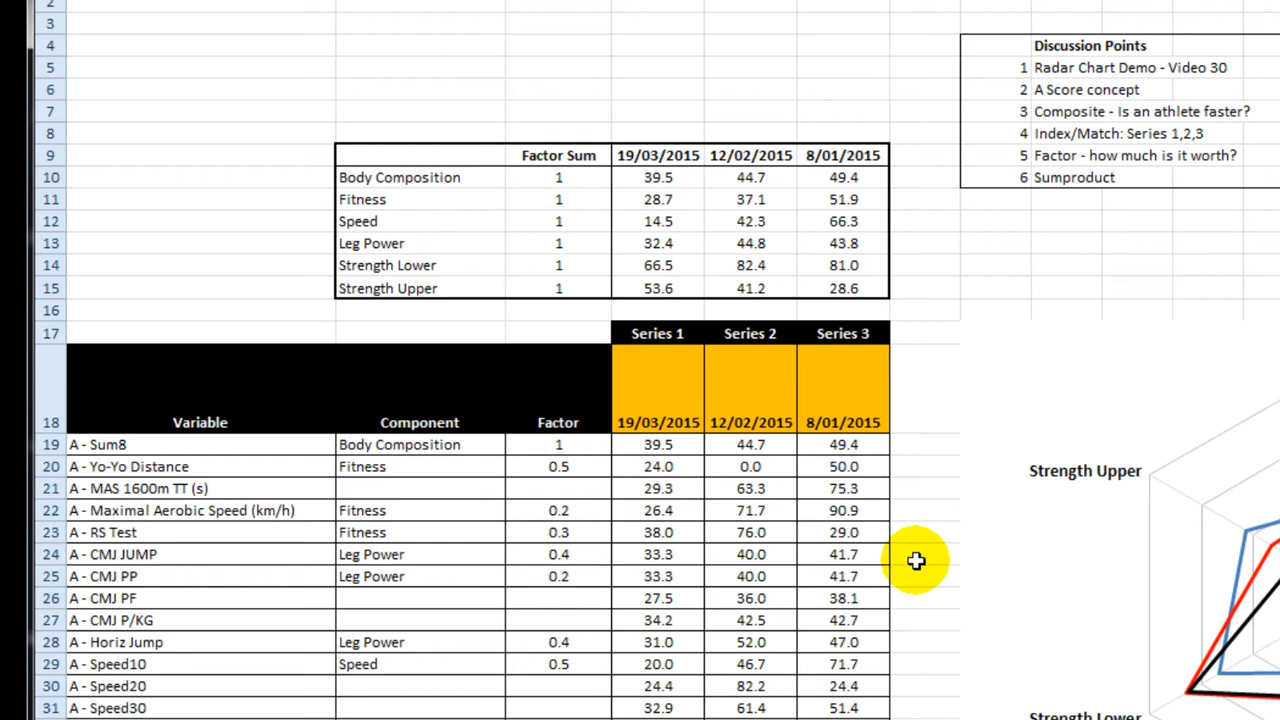 2
3
4 Discussion Points
5 1 Radar Chart Demo - Video 30
6 2 A Score concept
7 3 Composite - Is an athlete faster?
8 4 Index/Match: Series 1,2,3
9 Factor Sum 19/03/2015 12/02/2015 8/01/2015 5 Factor - how much is it worth?
10 Body Composition 1 39.5 44.7 49.4 6 Sumproduct
11 Fitness 1 28.7 37.1 51.9
12 Speed 1 14.5 42.3 66.3
13 Leg Power 1 32.4 44.8 43.8
14 Strength Lower 1 66.5 82.4 81.0
15 Strength Upper 1 53.6 41.2 28.6
16
17 Series 1 Series 2 Series 3
18 Variable Component Factor 19/03/2015 12/02/2015 8/01/2015
19 A - Sum8 Body Composition 1 39.5 44.7 49.4
20 A - Yo-Yo Distance Fitness 0.5 24.0 0.0 50.0 Strength Upper
21 A - MAS 1600m TT (s) 29.3 63.3 75.3
22 A - Maximal Aerobic Speed (km/h) Fitness 0.2 26.4 71.7 90.9
23 A - RS Test Fitness 0.3 38.0 76.0 29.0
24 A - CMJ JUMP Leg Power 0.4 33.3 40.0 41.7
25 A - CMJ PP Leg Power 0.2 33.3 40.0 41.7
26 A - CMJ PF 27.5 36.0 38.1
27 A - CMJ P/KG 34.2 42.5 42.7
28 A - Horiz Jump Leg Power 0.4 31.0 52.0 47.0
29 A - Speed10 Speed 0.5 20.0 46.7 71.7
30 A - Speed20 24.4 82.2 24.4
31 A - Speed30 32.9 61.4 51.4
Strength Lower